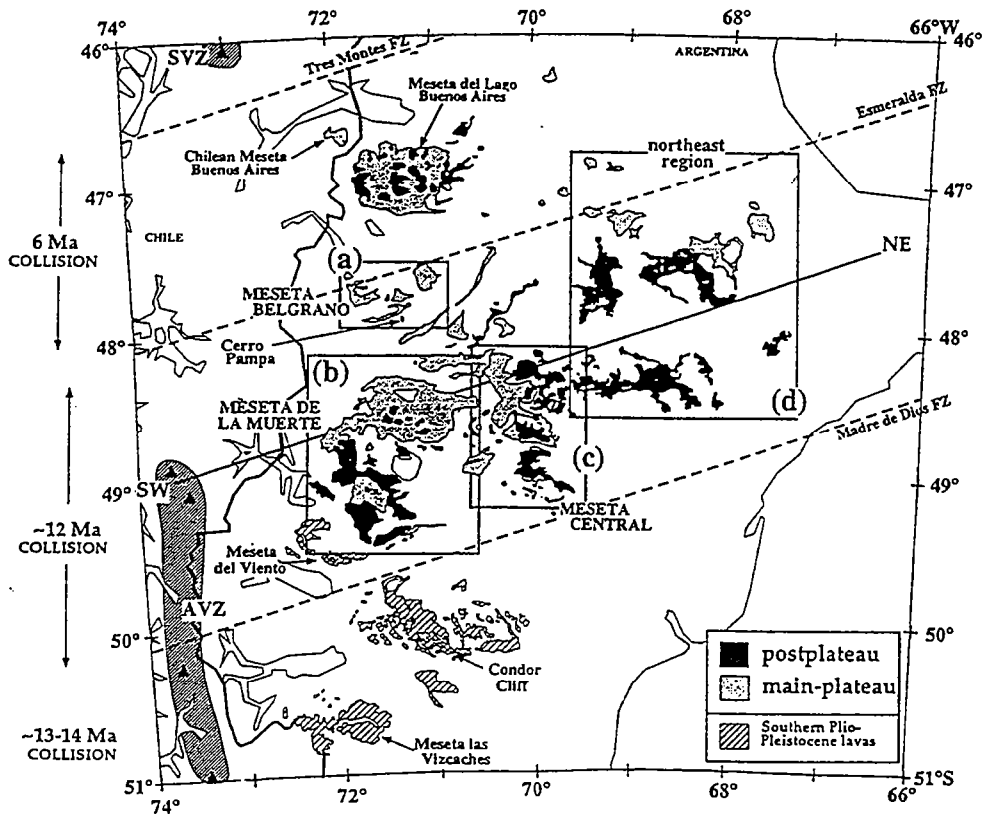 74°
72°
70°
68°
66°W
46°
SVZ
Tres Montes FZ
ARGENTINA
46°
Meseta del Lago
Buenos Aires
Esmeralda FZ
Chilean Meseta
Buenos Aires
northeast
region
47°
47°
6 Ma
COLLISION
CHILE
(a)
NE
MESETA
BELGRANO
Cerro
Pampa
48°
48°
(b)
(d)
MESETA DE
LA MUERTE
Madre de Dios FZ
(c)
SW
49°
49°
MESETA
CENTRAL
~12 Ma
COLLISION
Meseta
del Viento
AVZ
50°
50°
Condor
Cliff
postplateau
main-plateau
Southern Plio-
Pleistocene lavas
~13-14 Ma
COLLISION
Meseta las
Vizcaches
51°
51°S
74°
72°
70°
68°
66°